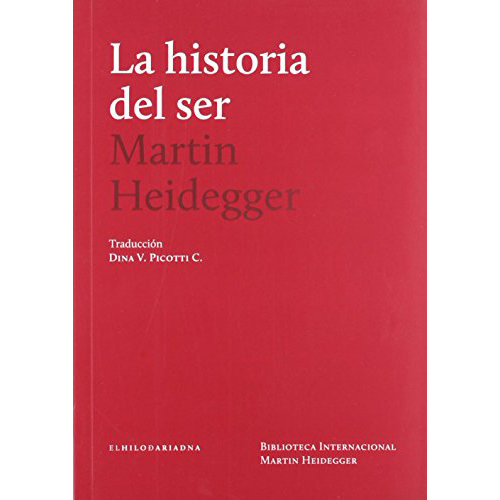 La historia
del ser
Martin
Heidegger
Traducción
DINA V. PICOTTI C.
ELHILODARIADNA
BIBLIOTECA INTERNACIONAL
MARTIN HEIDEGGER